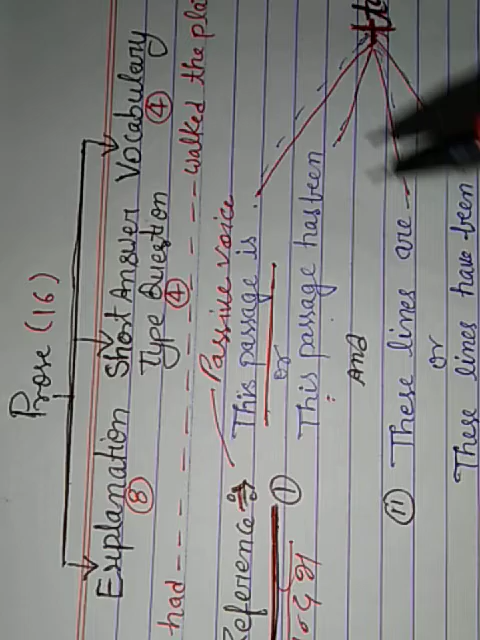 Prose (16)
Explanation Short Answer Vocabulary
Type Question
⑧ ④ ④
had --- walked the
Passive voice
Reference
① This passage is
or
This passage has been
And
ⅱ These lines are
or
These lines have been